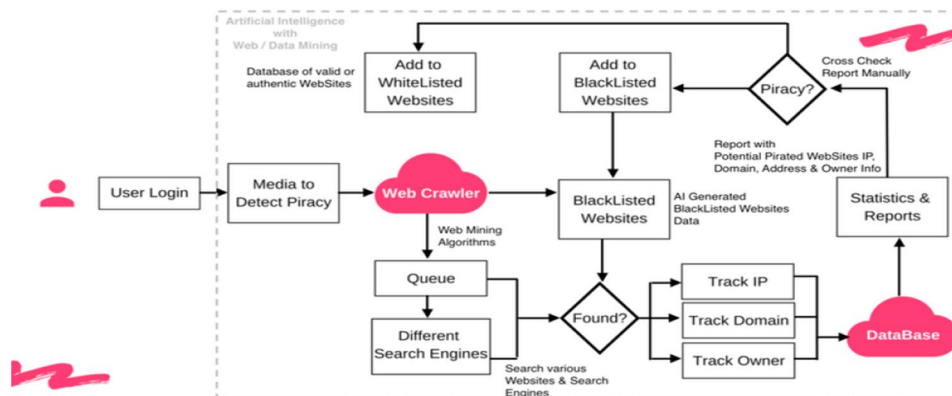 Artificial Intelligence
with
Web / Data Mining
Database of valid or
authentic WebSites
Add to
WhiteListed
Websites
Add to
BlackListed
Websites
Piracy?
Cross Check
Report Manually
Report with
Potential Pirated WebSites IP,
Domain, Address & Owner Info
User Login
Media to
Detect Piracy
Web Crawler
BlackListed
Websites
AI Generated
BlackListed Websites
Data
Statistics &
Reports
Web Mining
Algorithms
Queue
Different
Search Engines
Found?
Track IP
Track Domain
Track Owner
DataBase
Search various
Websites & Search
Engines